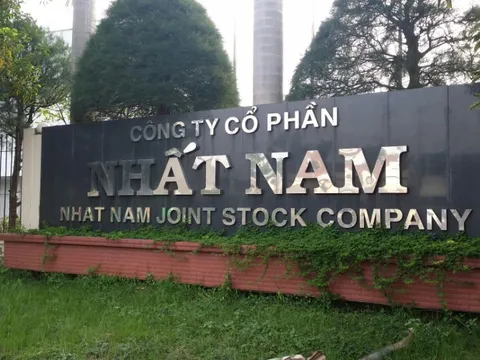 CÔNG TY CỔ PHẦN
NHẤT NAM
NHAT NAM JOINT STOCK COMPANY